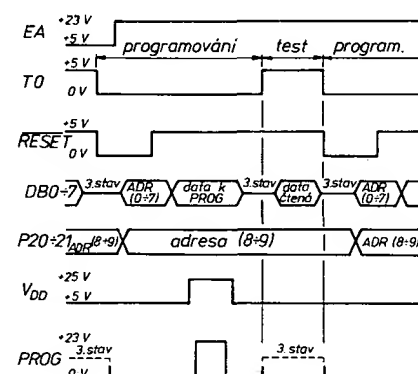 +23 V
EA
+5 V
programování test program.
+5 V
T0
0 V
+5 V
RESET
0 V
DB0÷7 3.stav ADR (0÷7) data k PROG 3.stav data čtená 3.stav ADR (0÷7)
P20÷21 ADR (8÷9) adresa (8÷9) ADR (8÷9)
+25 V
VDD
+5 V
+23 V
PROG 3. stav 3. stav
0 V